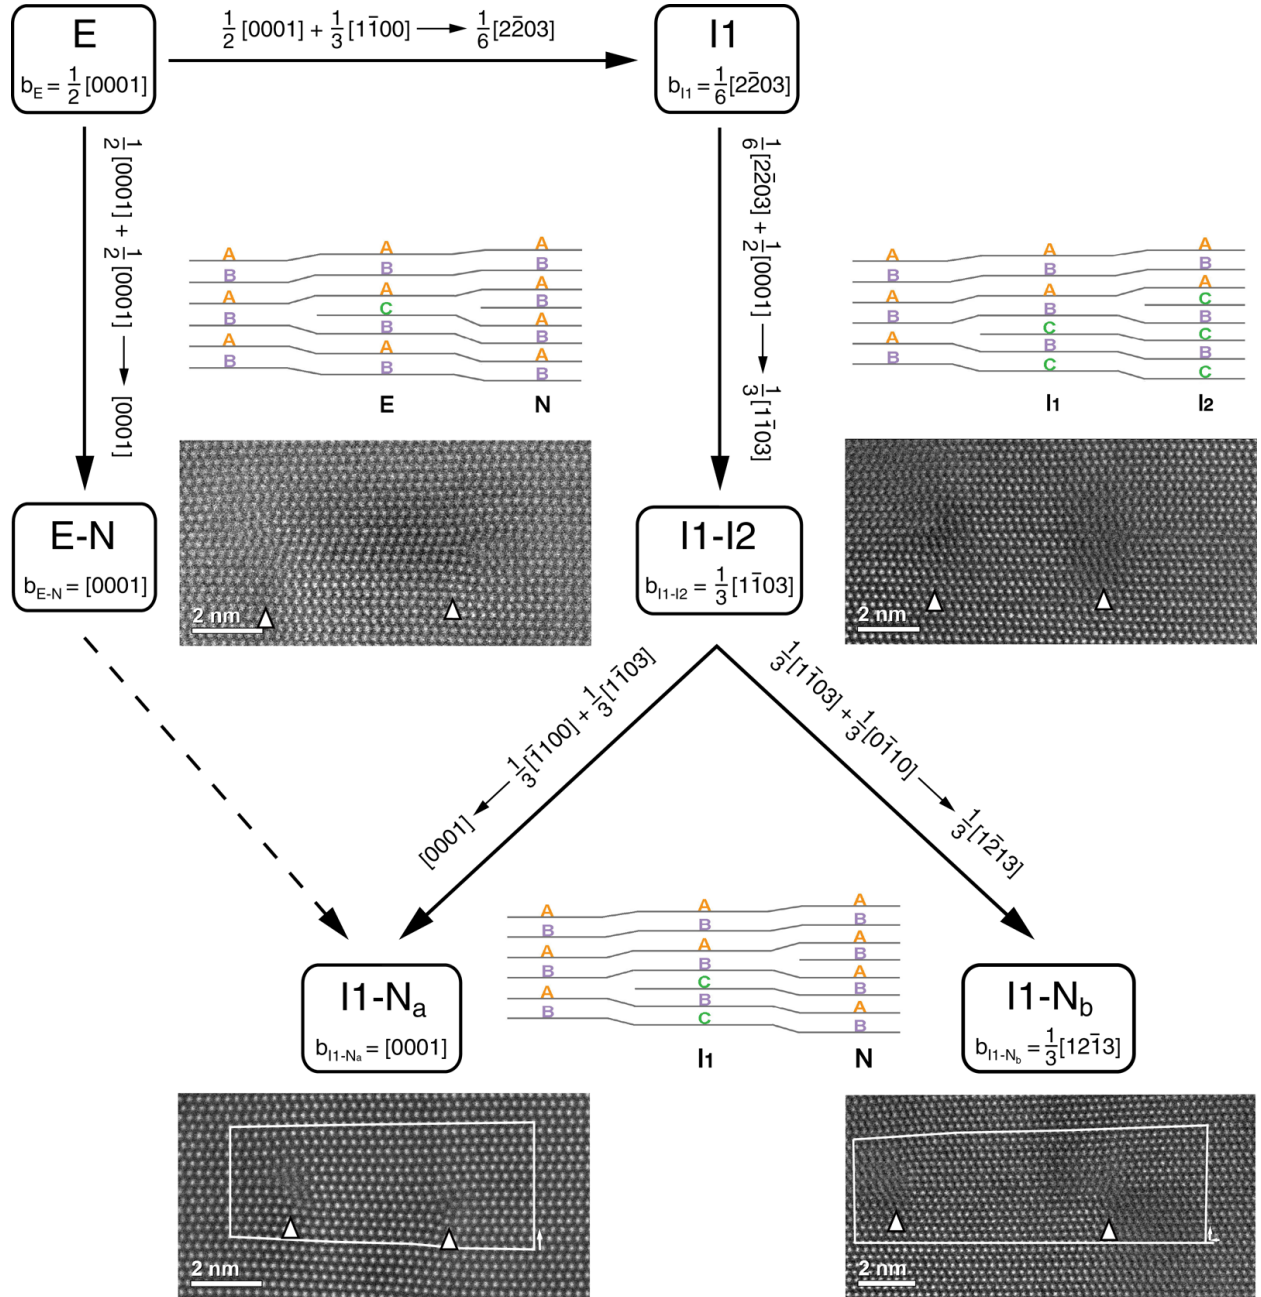 E
b_E = 1/2 [0001]
1/2 [0001] + 1/3 [11̄00] → 1/6 [22̄03]
I1
b_I1 = 1/6 [22̄03]
1/2 [0001] + 1/2 [0001] → [0001]
1/6 [22̄03] + 1/2 [0001] → 1/3 [11̄03]
A A A
B B B
A A A
B
C
B A
B
A A
B
B B A
B
E N
A A A
B B B
A A A
C
B B B
C C
A B B
B C C
I1 I2
2 nm
2 nm
E-N
b_E-N = [0001]
I1-I2
b_I1-I2 = 1/3 [11̄03]
[0001] ← 1/3 [1̄100] + 1/3 [11̄03]
1/3 [11̄03] + 1/3 [01̄10] → 1/3 [12̄13]
A A A
B B B
A A A
B B B
C A
A B B
B C A
B
I1 N
I1-N_a
b_I1-Na = [0001]
I1-N_b
b_I1-Nb = 1/3 [121̄3]
2 nm
2 nm